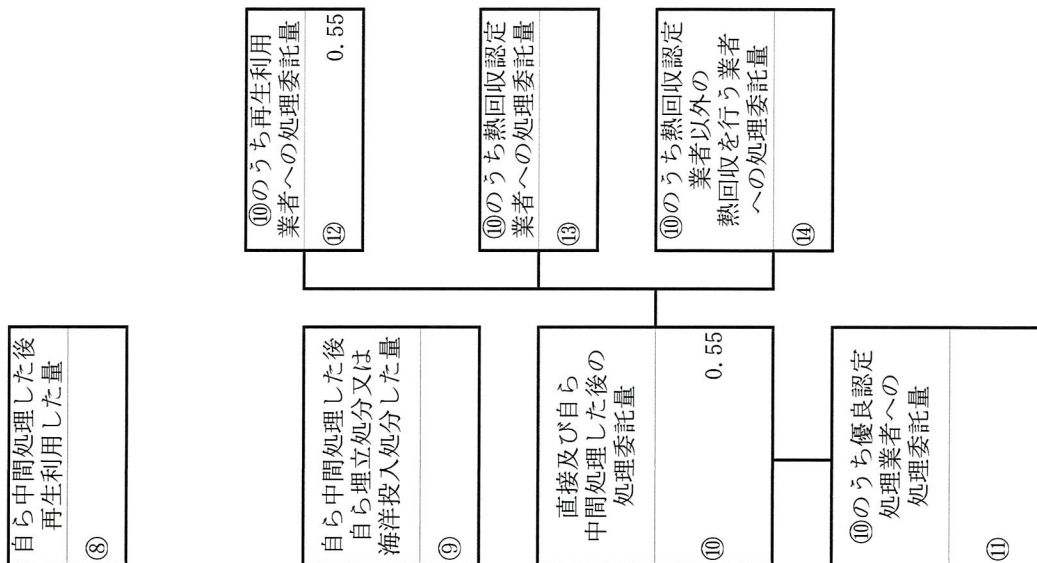 自ら中間処理した後
再生利用した量
⑧
自ら中間処理した後
自ら埋立処分又は
海洋投入処分した量
⑨
直接及び自ら
中間処理した後の
処理委託量
⑩ 0.55
⑩のうち優良認定
処理業者への
処理委託量
⑪
⑩のうち再生利用
業者への処理委託量
⑫ 0.55
⑩のうち熱回収認定
業者への処理委託量
⑬
⑩のうち熱回収認定
業者以外の
熱回収を行う業者
への処理委託量
⑭